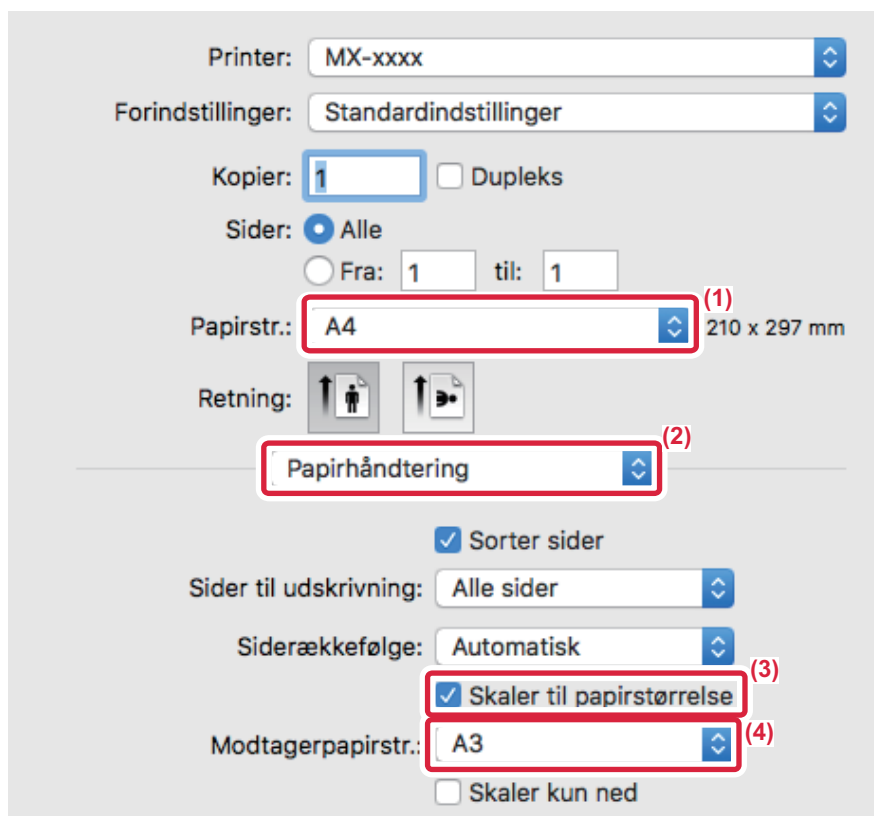 Printer: MX-xxxx
Forindstillinger: Standardindstillinger
Kopier: 1 Dupleks
Sider: Alle
Fra: 1 til: 1
(1)
Papirstr.: A4 210 x 297 mm
Retning:
(2)
Papirhåndtering
Sorter sider
Sider til udskrivning: Alle sider
Siderækkefølge: Automatisk
(3)
Skaler til papirstørrelse
Modtagerpapirstr.: A3 (4)
Skaler kun ned